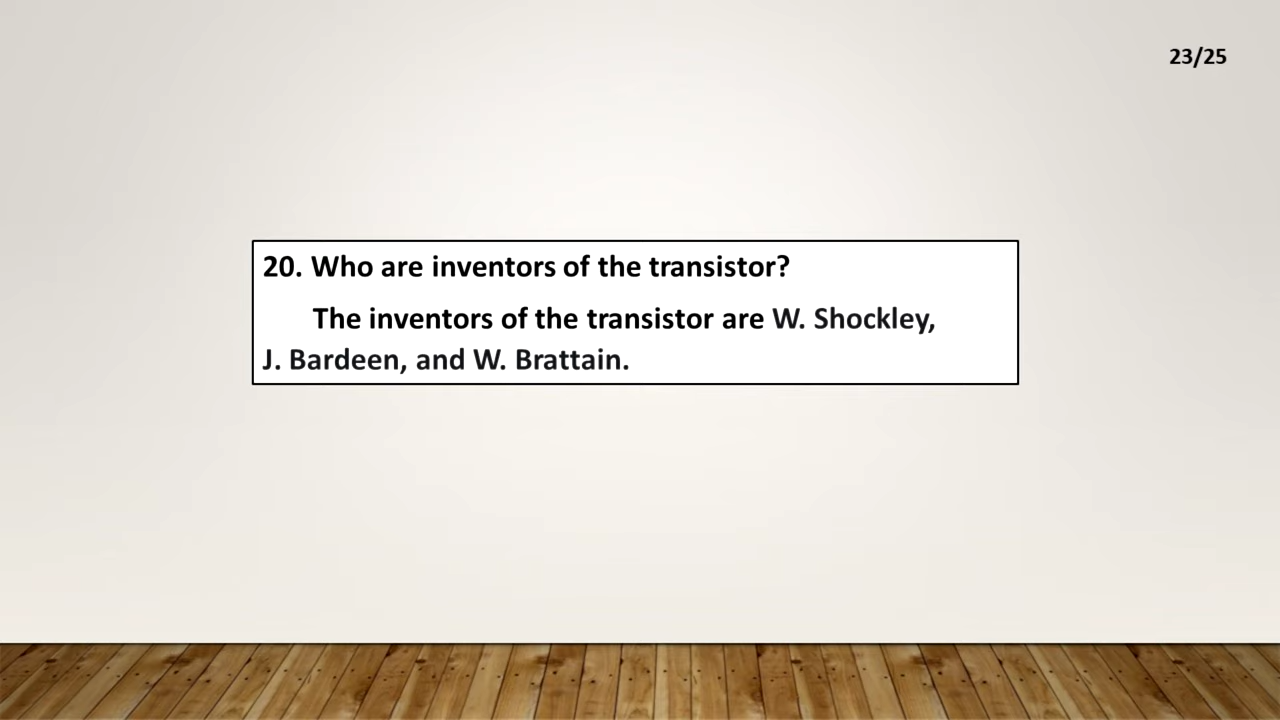 23/25
20. Who are inventors of the transistor?
The inventors of the transistor are W. Shockley,
J. Bardeen, and W. Brattain.